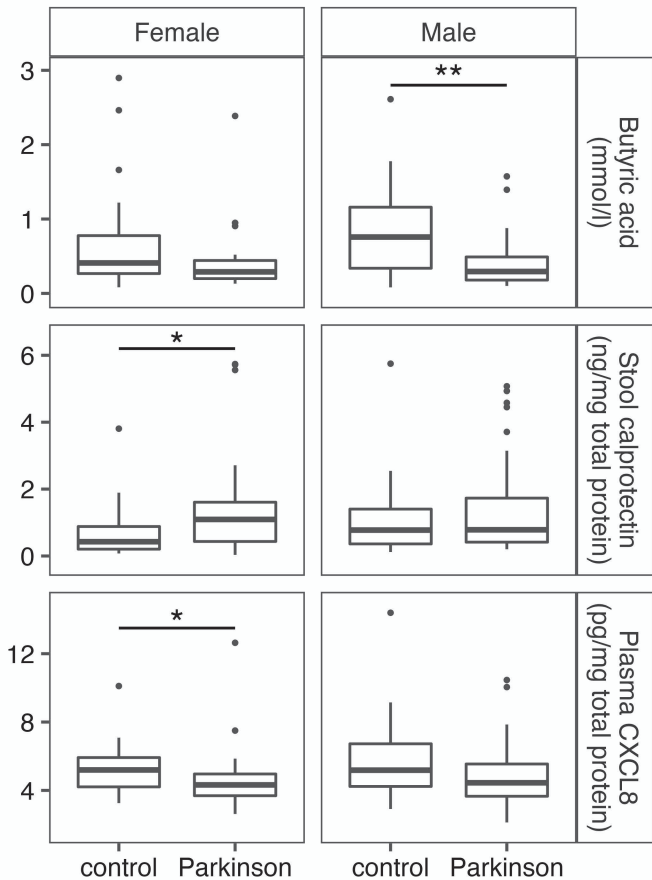 Female
Male
3
2
1
0
**
Butyric acid
(mmol/l)
6
4
2
0
*
Stool calprotectin
(ng/mg total protein)
12
8
4
*
Plasma CXCL8
(pg/mg total protein)
control
Parkinson
control
Parkinson